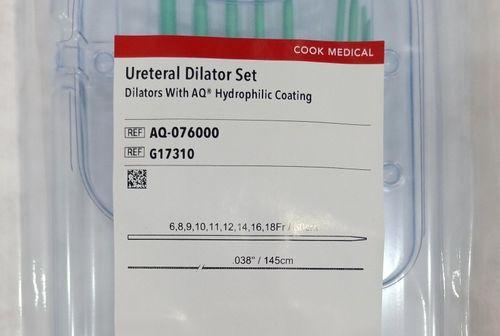 COOK MEDICAL
Ureteral Dilator Set
Dilators With AQ® Hydrophilic Coating
REF AQ-076000
REF G17310
6,8,9,10,11,12,14,16,18Fr /
.038" / 145cm